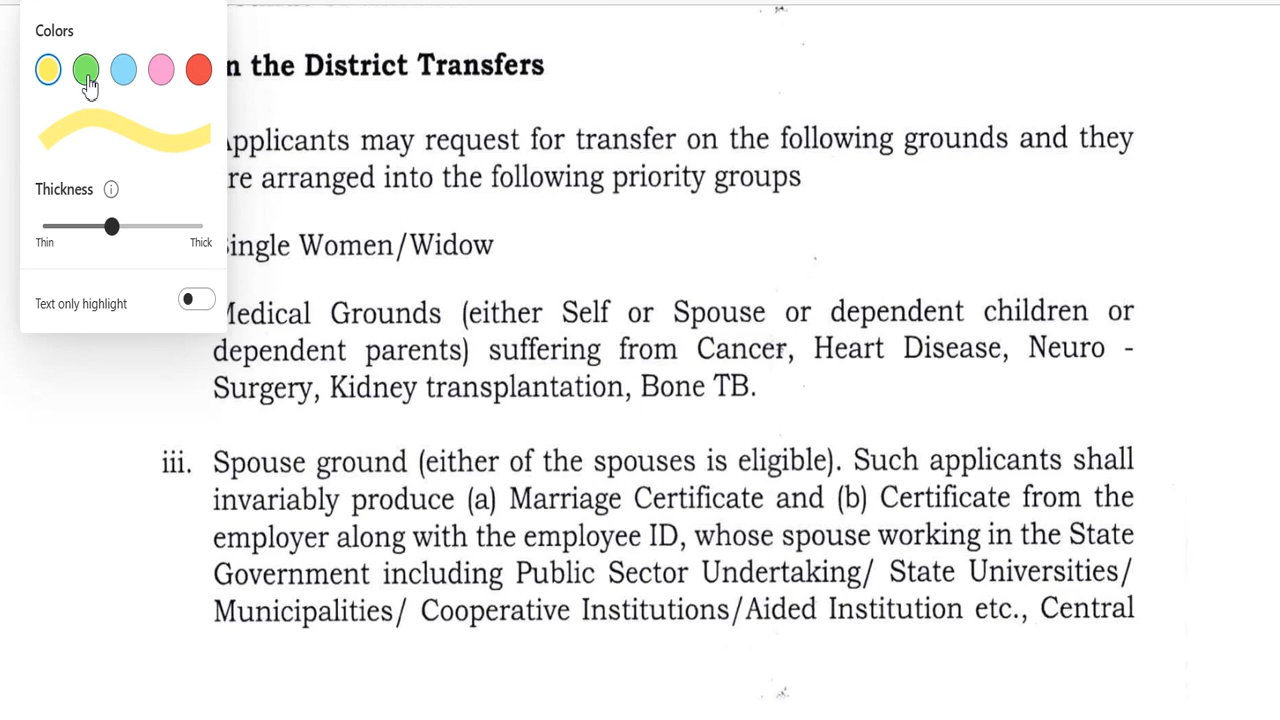 Colors
Thickness
Thin Thick
Text only highlight
n the District Transfers
pplicants may request for transfer on the following grounds and they
re arranged into the following priority groups
ingle Women/Widow
Medical Grounds (either Self or Spouse or dependent children or
dependent parents) suffering from Cancer, Heart Disease, Neuro -
Surgery, Kidney transplantation, Bone TB.
iii. Spouse ground (either of the spouses is eligible). Such applicants shall
invariably produce (a) Marriage Certificate and (b) Certificate from the
employer along with the employee ID, whose spouse working in the State
Government including Public Sector Undertaking/ State Universities/
Municipalities/ Cooperative Institutions/Aided Institution etc., Central